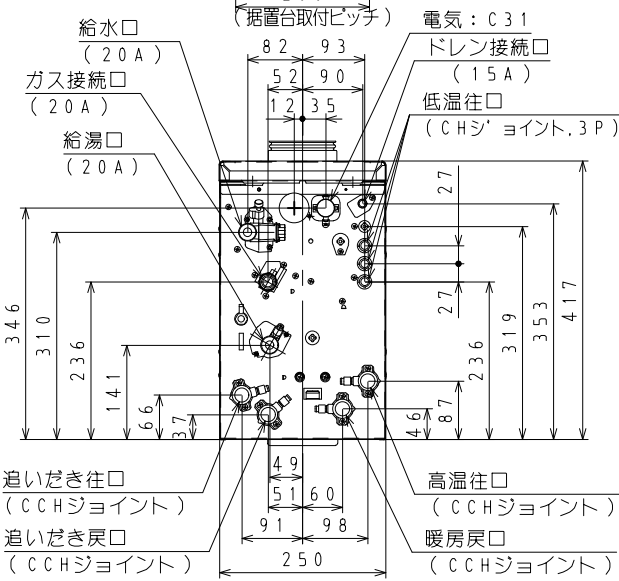 (据置台取付ピッチ)
給水口
(20A)
ガス接続口
(20A)
給湯口
(20A)
電気:C31
ドレン接続口
(15A)
低温往口
(CHジョイント,3P)
82
93
52
90
12
35
27
27
346
310
236
141
66
37
46
87
236
319
353
417
49
51
60
91
98
250
追いだき往口
(CCHジョイント)
追いだき戻口
(CCHジョイント)
高温往口
(CCHジョイント)
暖房戻口
(CCHジョイント)